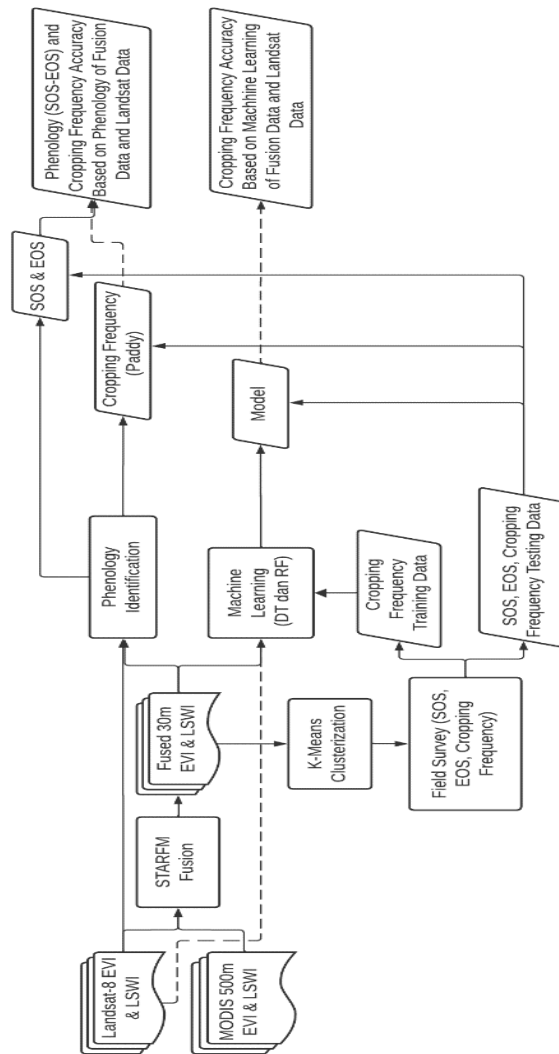 Landsat-8 EVI
& LSWI
MODIS 500m
EVI & LSWI
STARFM
Fusion
Fused 30m
EVI & LSWI
K-Means
Clusterization
Field Survey (SOS,
EOS, Cropping
Frequency)
Phenology
Identification
Machine
Learning
(DT dan RF)
Cropping
Frequency
Training Data
SOS, EOS, Cropping
Frequency Testing Data
SOS & EOS
Cropping Frequency
(Paddy)
Model
Phenology (SOS-EOS) and
Cropping Frequency Accuracy
Based on Phenology of Fusion
Data and Landsat Data
Cropping Frequency Accuracy
Based on Machhine Learning
of Fusion Data and Landsat
Data